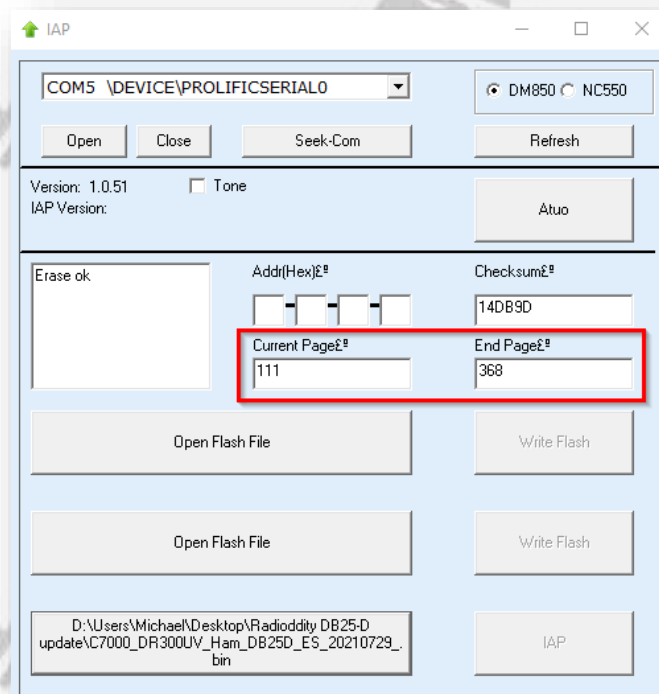 IAP
COM5 \DEVICE\PROLIFICSERIAL0
DM850 NC550
Open Close Seek-Com Refresh
Version: 1.0.51 Tone
IAP Version:
Atuo
Erase ok
Addr(Hex)£º Checksum£º
14DB9D
Current Page£º End Page£º
111 368
Open Flash File Write Flash
Open Flash File Write Flash
D:\Users\Michael\Desktop\Radioddity DB25-D
update\C7000_DR300UV_Ham_DB25D_ES_20210729_.
bin
IAP